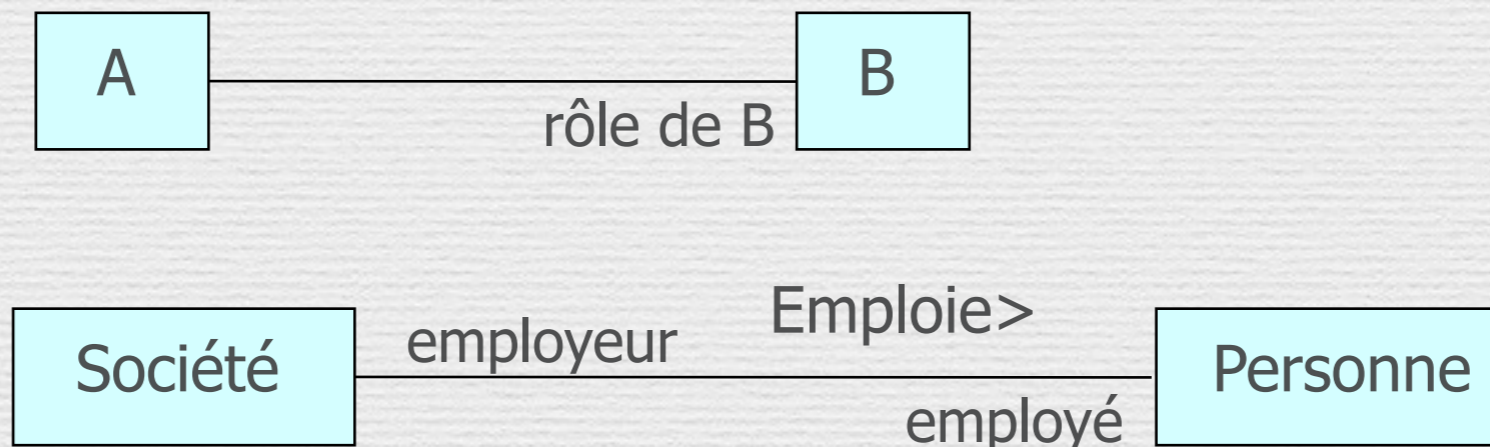 A
B
rôle de B
Emploie>
employeur
Société
Personne
employé